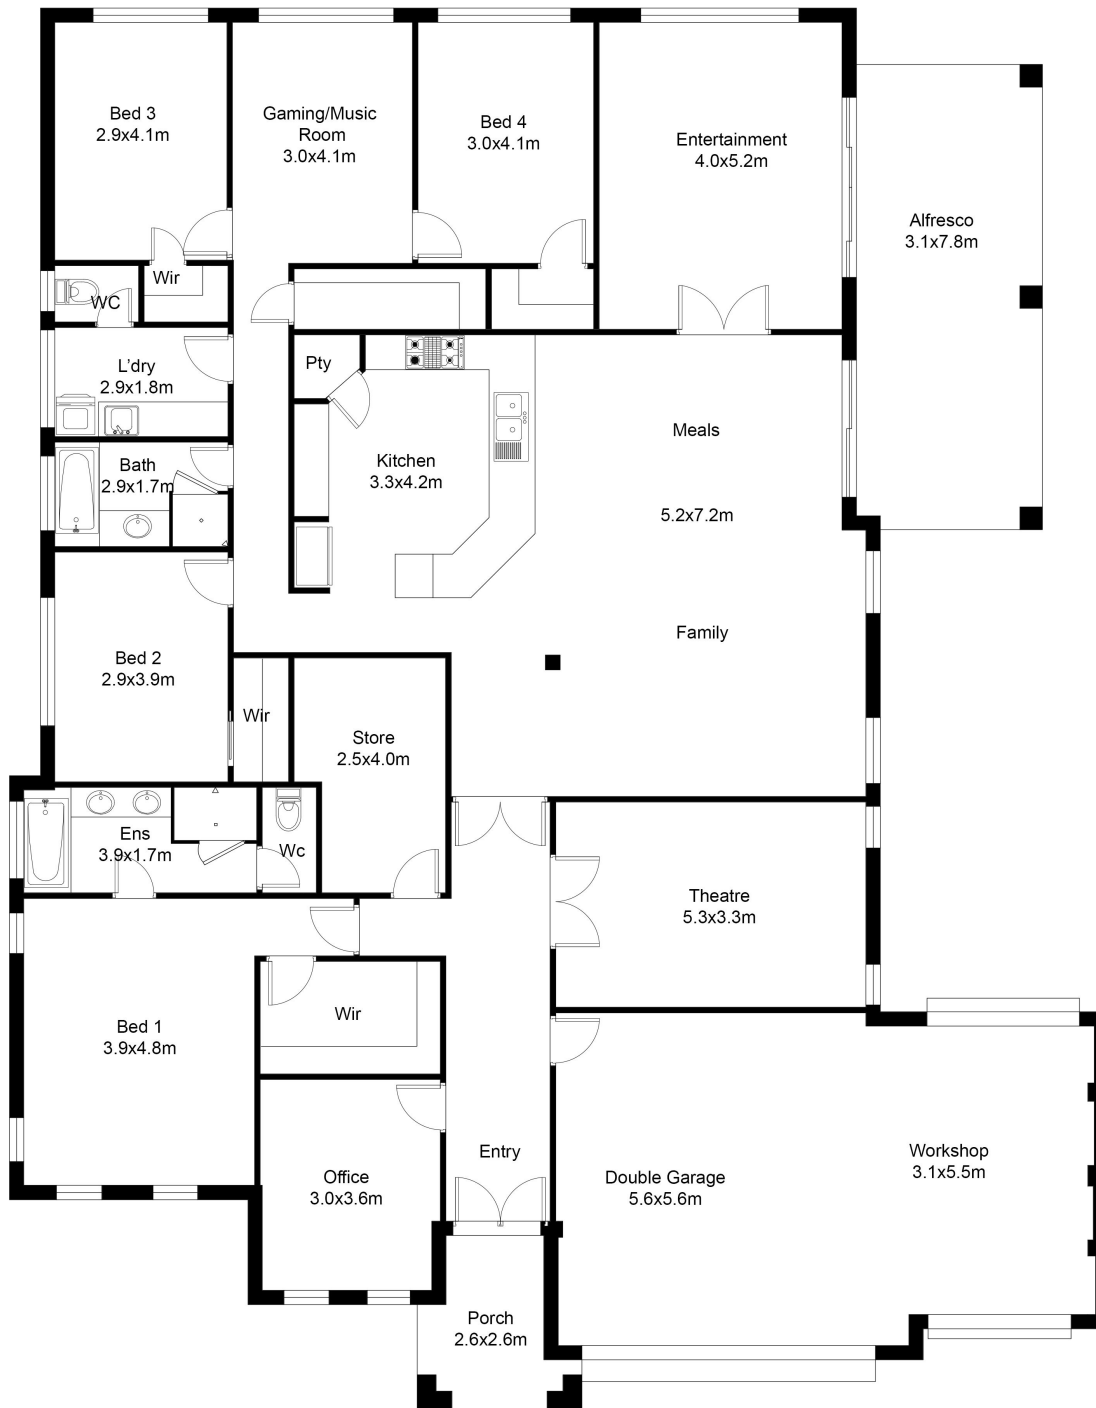 Bed 3
2.9x4.1m
Gaming/Music
Room
3.0x4.1m
Bed 4
3.0x4.1m
Entertainment
4.0x5.2m
Alfresco
3.1x7.8m
Wir
WC
L'dry
2.9x1.8m
Pty
Bath
2.9x1.7m
Kitchen
3.3x4.2m
Meals
5.2x7.2m
Family
Bed 2
2.9x3.9m
Wir
Store
2.5x4.0m
Ens
3.9x1.7m
Wc
Theatre
5.3x3.3m
Bed 1
3.9x4.8m
Wir
Office
3.0x3.6m
Entry
Double Garage
5.6x5.6m
Workshop
3.1x5.5m
Porch
2.6x2.6m